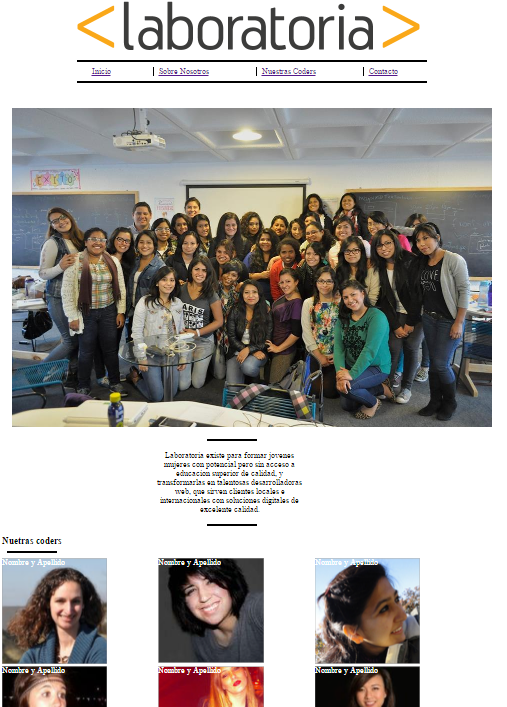 <laboratoria>
Inicio | Sobre Nosotros | Nuestras Coders | Contacto
EXITO
Laboratoria existe para formar jovenes
mujeres con potencial pero sin acceso a
educacion superior de calidad, y
transformarlas en talentosas desarrolladoras
web, que sirven clientes locales e
internacionales con soluciones digitales de
excelente calidad.
Nuetras coders
Nombre y Apellido
Nombre y Apellido
Nombre y Apellido
Nombre y Apellido
Nombre y Apellido
Nombre y Apellido